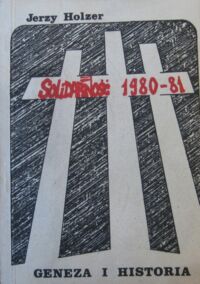 Jerzy Holzer
SOLIDARNOŚĆ 1980-81
GENEZA I HISTORIA